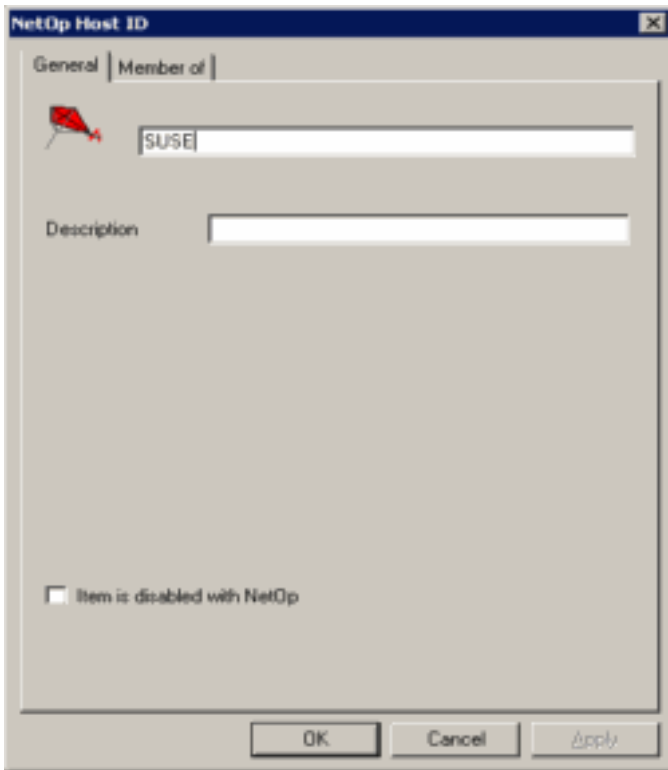 NetOp Host ID
General
Member of
SUSE
Description
Item is disabled with NetOp
OK
Cancel
Apply